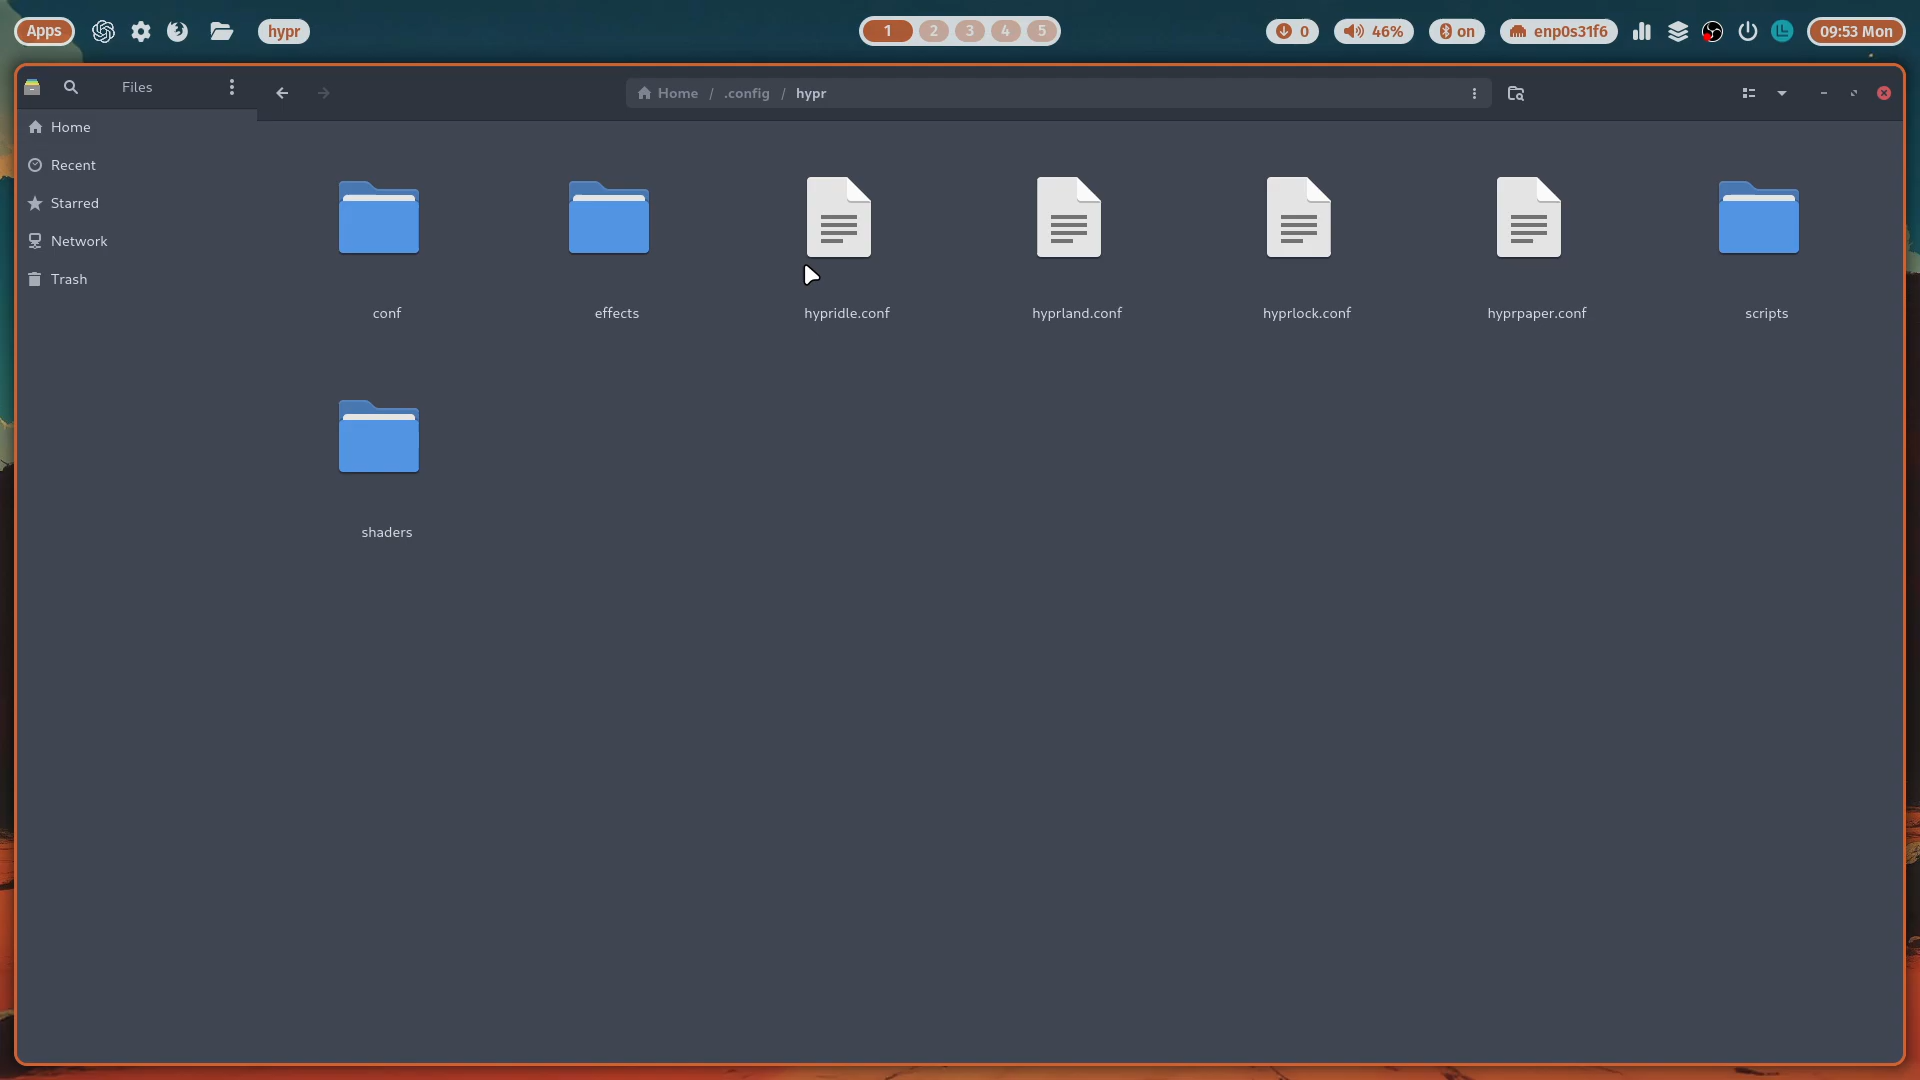 Apps
hypr
1 2 3 4 5
0
46%
on
enp0s31f6
09:53 Mon
Files
Home / .config / hypr
Home
Recent
Starred
Network
Trash
conf
effects
hypridle.conf
hyprland.conf
hyprlock.conf
hyprpaper.conf
scripts
shaders